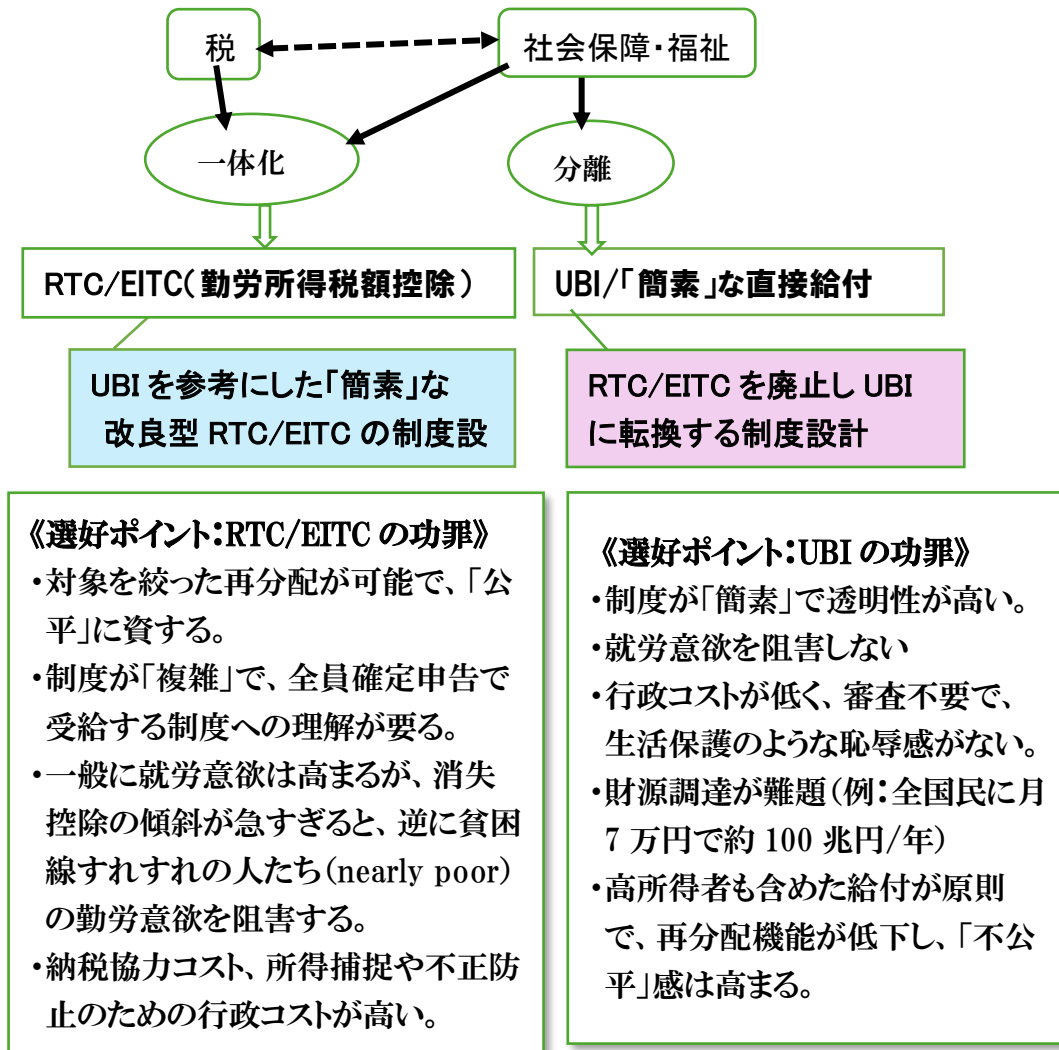 税
社会保障・福祉
一体化
分離
RTC/EITC(勤労所得税額控除)
UBI/「簡素」な直接給付
UBIを参考にした「簡素」な
改良型RTC/EITCの制度設
RTC/EITCを廃止しUBI
に転換する制度設計
《選好ポイント:RTC/EITCの功罪》
・対象を絞った再分配が可能で、「公
平」に資する。
・制度が「複雑」で、全員確定申告で
受給する制度への理解が要る。
・一般に就労意欲は高まるが、消失
控除の傾斜が急すぎると、逆に貧困
線すれすれの人たち(nearly poor)
の勤労意欲を阻害する。
・納税協力コスト、所得捕捉や不正防
止のための行政コストが高い。
《選好ポイント:UBIの功罪》
・制度が「簡素」で透明性が高い。
・就労意欲を阻害しない
・行政コストが低く、審査不要で、
生活保護のような恥辱感がない。
・財源調達が難題(例:全国民に月
7万円で約100兆円/年)
・高所得者も含めた給付が原則
で、再分配機能が低下し、「不公
平」感は高まる。